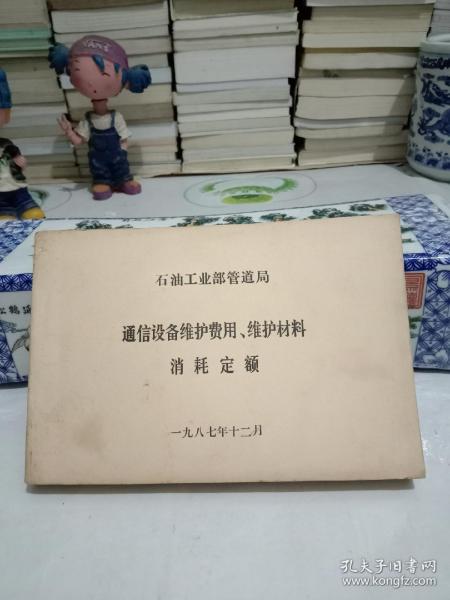 石油工业部管道局
通信设备维护费用、维护材料
消耗定额
一九八七年十二月
孔夫子旧书网
www.kongfz.com